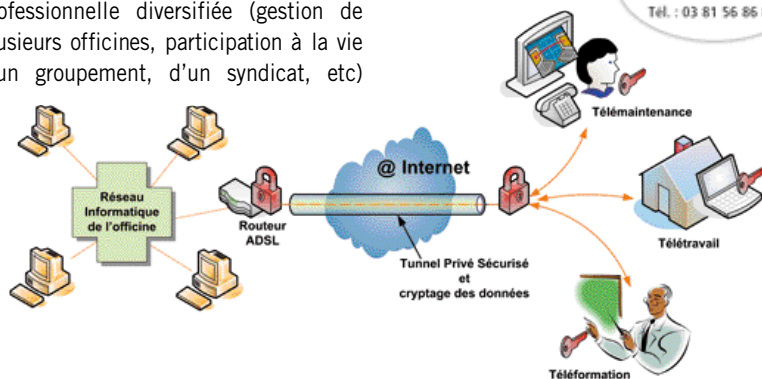 ofessionnelle diversifiée (gestion de
usieurs officines, participation à la vie
un groupement, d'un syndicat, etc)
Tél. : 03 81 56 86
Télémaintenance
@ Internet
Réseau
Informatique
de l'officine
Routeur
ADSL
Tunnel Privé Sécurisé
et
cryptage des données
Télétravail
Téléformation